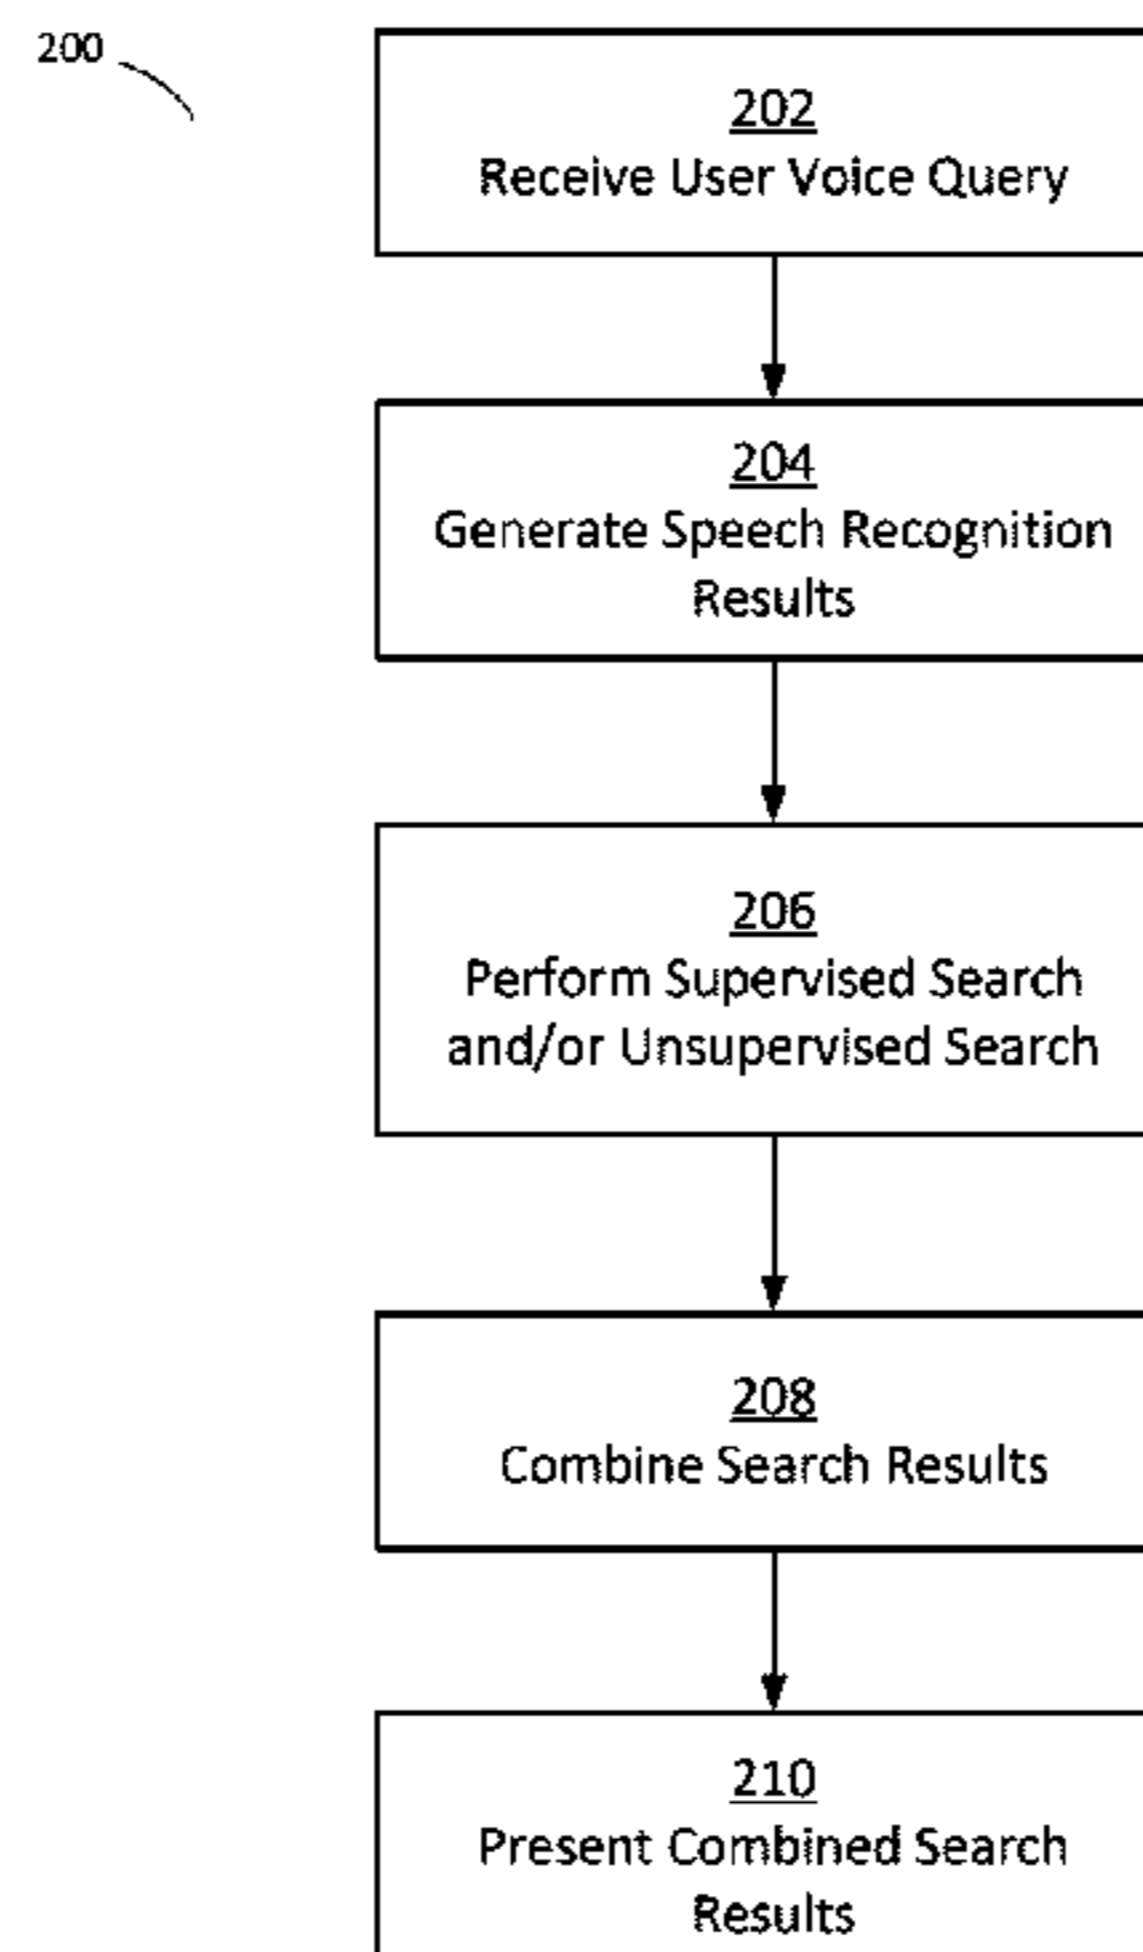 200
202
Receive User Voice Query
204
Generate Speech Recognition
Results
206
Perform Supervised Search
and/or Unsupervised Search
208
Combine Search Results
210
Present Combined Search
Results